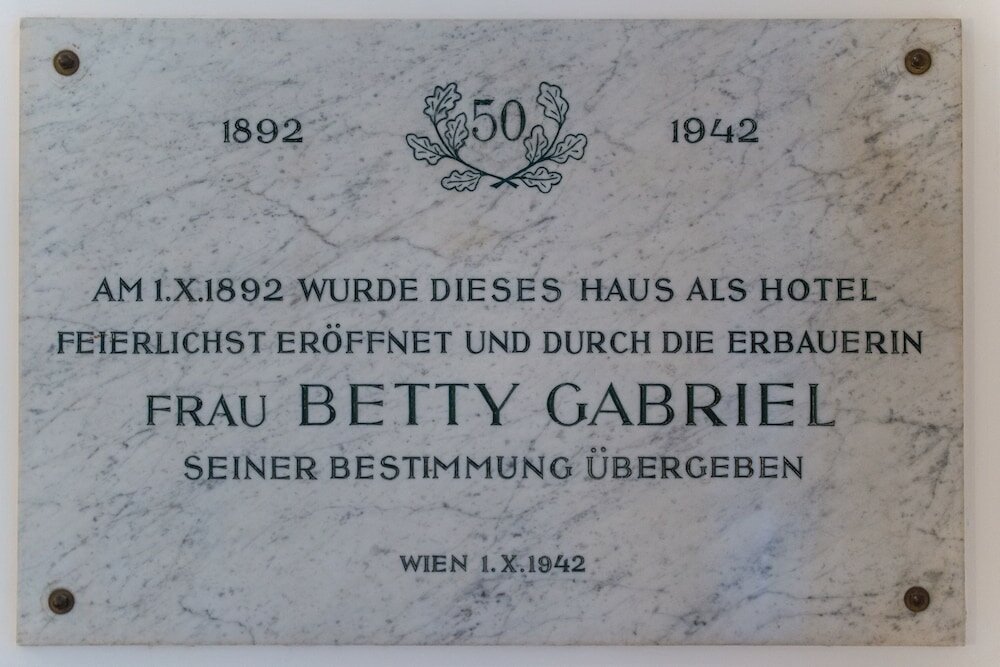 1892 50 1942
AM 1.X.1892 WURDE DIESES HAUS ALS HOTEL
FEIERLICHST ERÖFFNET UND DURCH DIE ERBAUERIN
FRAU BETTY GABRIEL
SEINER BESTIMMUNG ÜBERGEBEN
WIEN 1.X.1942